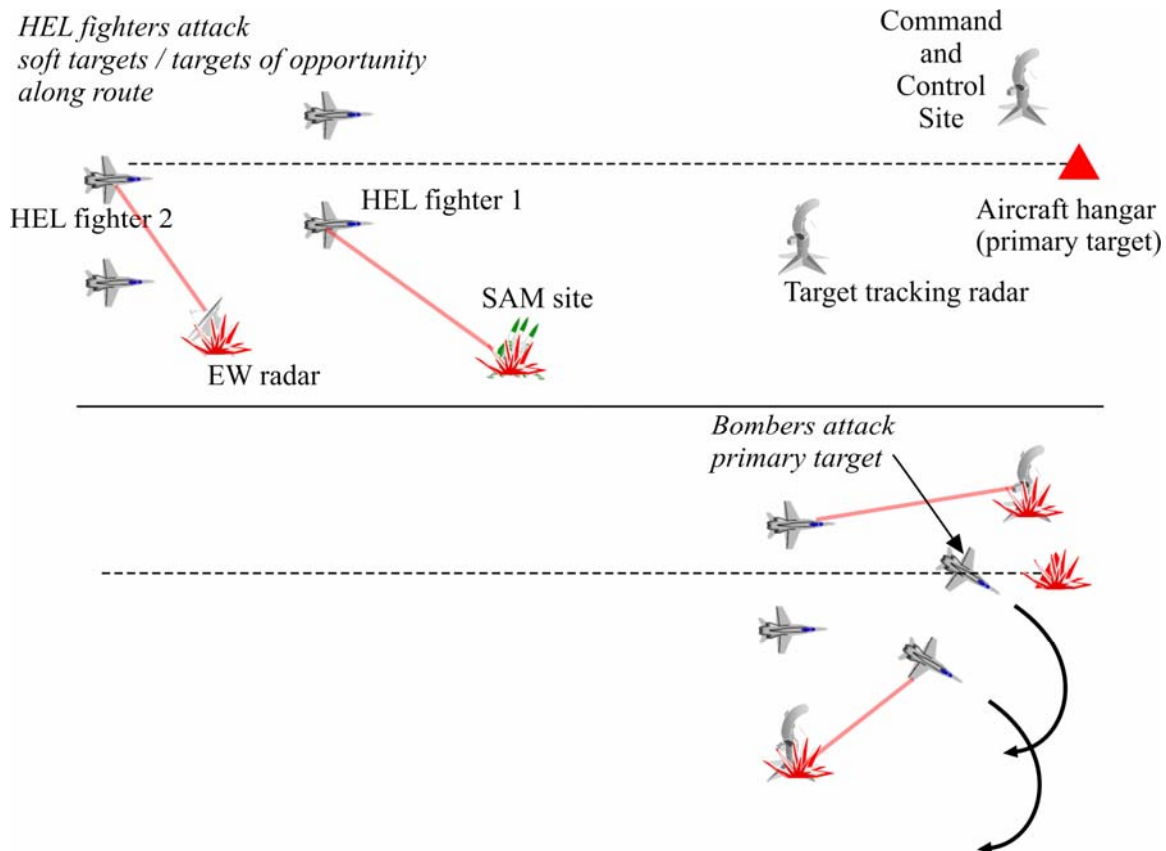 HEL fighters attack
soft targets / targets of opportunity
along route
Command
and
Control
Site
HEL fighter 2
HEL fighter 1
Aircraft hangar
(primary target)
SAM site
Target tracking radar
EW radar
Bombers attack
primary target